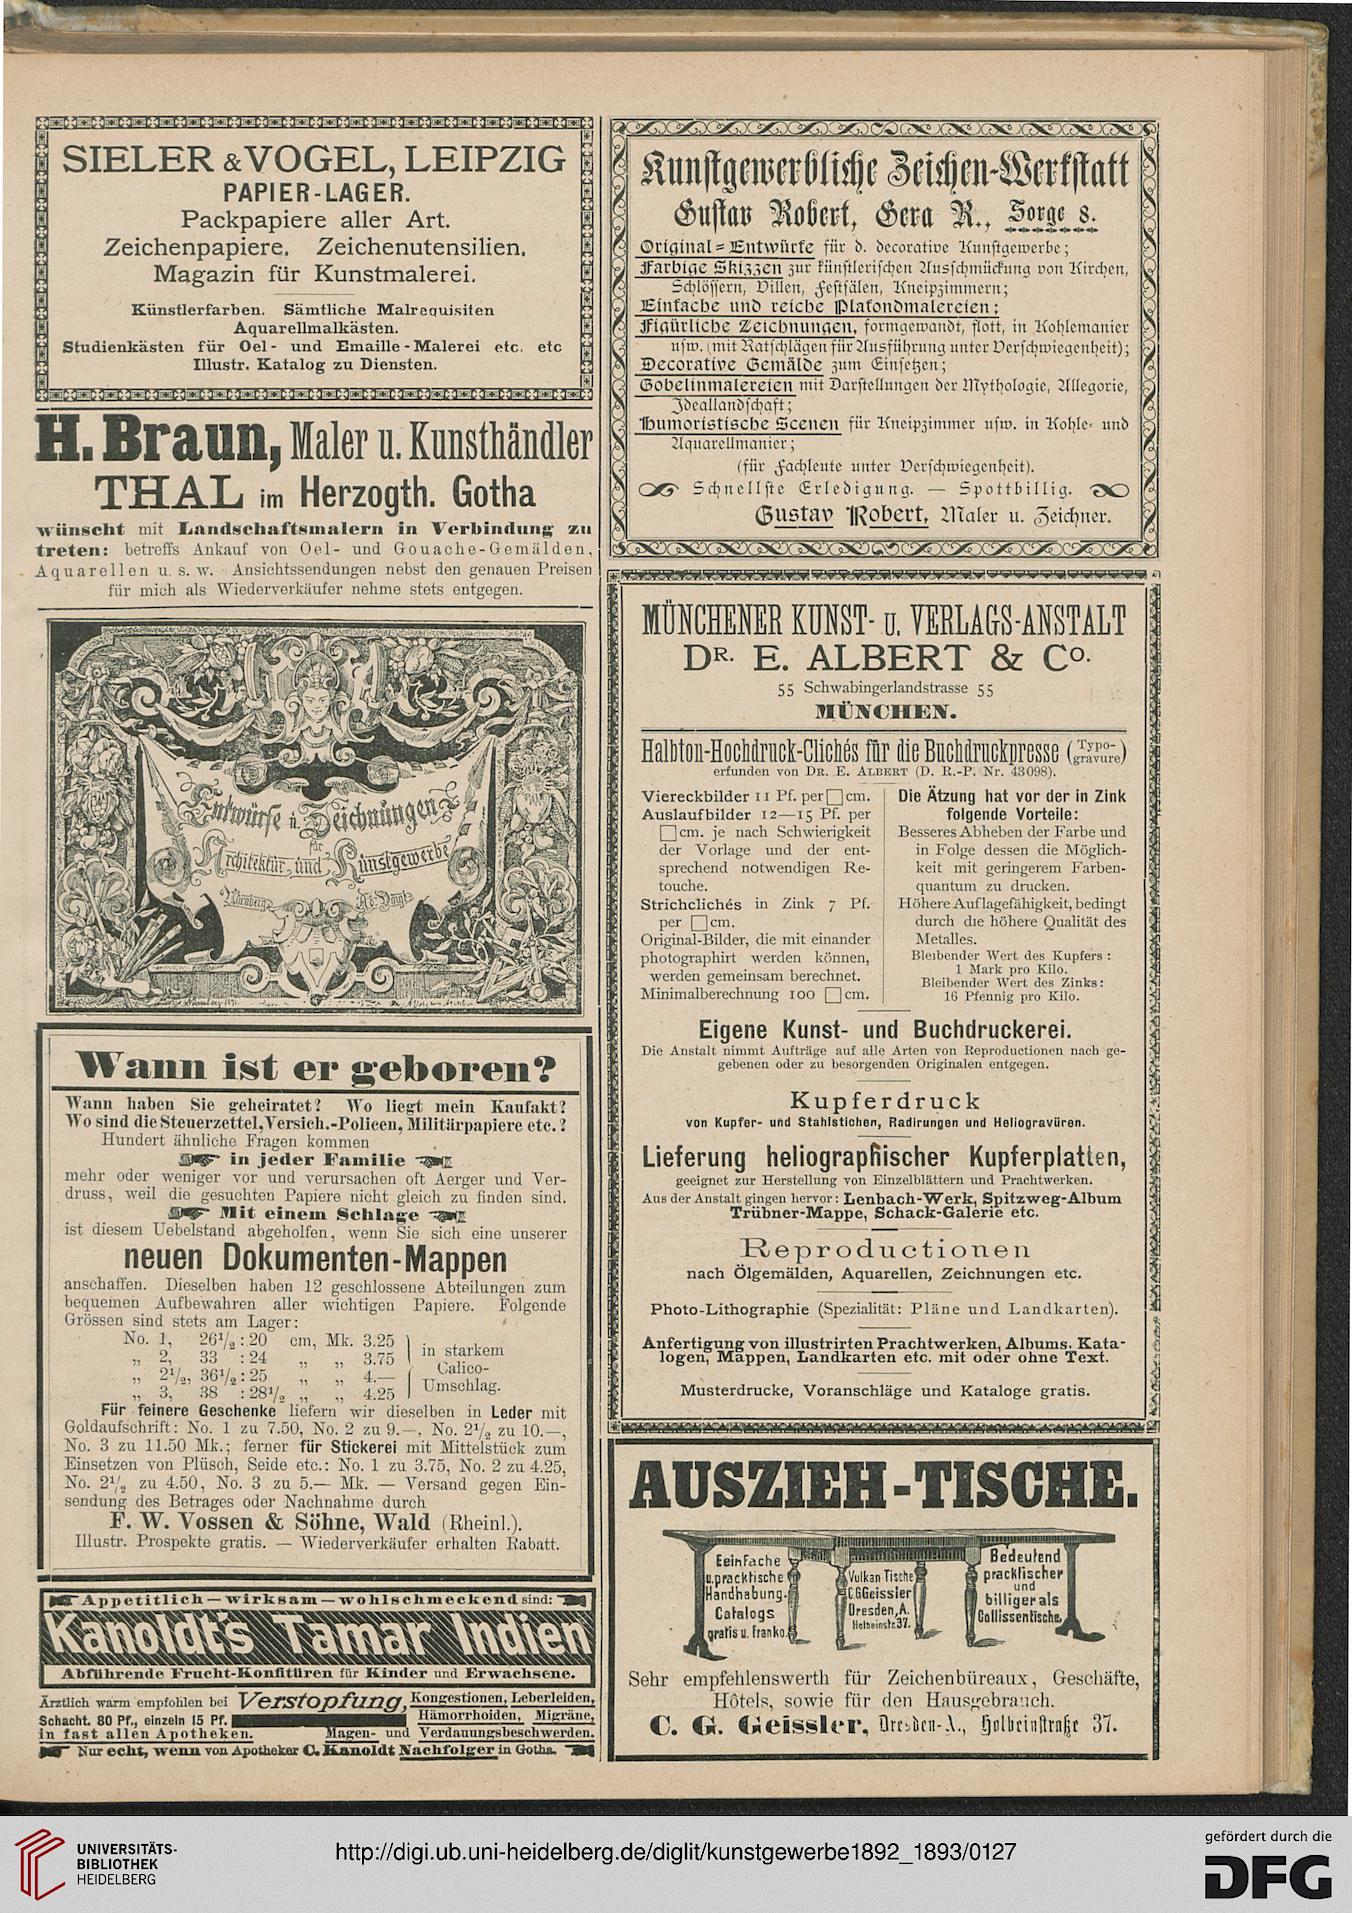 SIELER & VOGEL, LEIPZIG
PAPIER-LAGER.
Packpapiere aller Art.
Zeichenpapiere. Zeichenutensilien.
Magazin für Kunstmalerei.
Künstlerfarben. Sämtliche Malrequisiten
Aquarellmalkästen.
Studienkästen für Oel- und Emaille-Malerei etc. etc
Illustr. Katalog zu Diensten.
H. Braun, Maler u. Kunsthändler
THAL im Herzogth. Gotha
wünscht mit Landschaftsmalern in Verbindung zu
treten: betreffs Ankauf von Oel- und Gouache-Gemälden,
Aquarellen u. s. w. Ansichtssendungen nebst den genauen Preisen
für mich als Wiederverkäufer nehme stets entgegen.
Entwürfe u. Zeichnungen
für
Architektur und Kunstgewerbe
Nürnberg Ad. Voigt
Wann ist er geboren?
Wann haben Sie geheiratet? Wo liegt mein Kaufakt?
Wo sind die Steuerzettel, Versich.-Policen, Militärpapiere etc.?
Hundert ähnliche Fragen kommen
in jeder Familie
mehr oder weniger vor und verursachen oft Aerger und Ver-
druss, weil die gesuchten Papiere nicht gleich zu finden sind.
Mit einem Schlage
ist diesem Uebelstand abgeholfen, wenn Sie sich eine unserer
neuen Dokumenten-Mappen
anschaffen. Dieselben haben 12 geschlossene Abteilungen zum
bequemen Aufbewahren aller wichtigen Papiere. Folgende
Grössen sind stets am Lager:
No. 1, 26½ : 20 cm, Mk. 3.25
„ 2, 33 : 24 „ „ 3.75
„ 2½, 36½ : 25 „ „ 4.—
„ 3, 38 : 28½ „ „ 4.25
in starkem
Calico-
Umschlag.
Für feinere Geschenke liefern wir dieselben in Leder mit
Goldaufschrift: No. 1 zu 7.50, No. 2 zu 9.—, No. 2½ zu 10.—,
No. 3 zu 11.50 Mk.; ferner für Stickerei mit Mittelstück zum
Einsetzen von Plüsch, Seide etc.: No. 1 zu 3.75, No. 2 zu 4.25,
No. 2½ zu 4.50, No. 3 zu 5.— Mk. — Versand gegen Ein-
sendung des Betrages oder Nachnahme durch
F. W. Vossen & Söhne, Wald (Rheinl.).
Illustr. Prospekte gratis. — Wiederverkäufer erhalten Rabatt.
Appetitlich — wirksam — wohlschmeckend sind:
Kanoldt's Tamar Indien
Abführende Frucht-Konfitüren für Kinder und Erwachsene.
Ärztlich warm empfohlen bei Verstopfung, Kongestionen, Leberleiden,
Schacht. 80 Pf., einzeln 15 Pf. Hämorrhoiden, Migräne,
in fast allen Apotheken. Magen- und Verdauungsbeschwerden.
Nur echt, wenn von Apotheker C. Kanoldt Nachfolger in Gotha.
Kunstgewerbliche Zeichen-Werkstatt
Gustav Robert, Gera R., Sorge 8.
Original-Entwürfe für d. decorative Kunstgewerbe;
Farbige Skizzen zur künstlerischen Ausschmückung von Kirchen,
Schlössern, Villen, Festsälen, Kneipzimmern;
Einfache und reiche Plafondmalereien;
Figürliche Zeichnungen, formgewandt, flott, in Kohlemanier
usw. (mit Ratschlägen für Ausführung unter Verschwiegenheit);
Decorative Gemälde zum Einsetzen;
Gobelinmalereien mit Darstellungen der Mythologie, Allegorie,
Ideallandschaft;
Humoristische Scenen für Kneipzimmer usw. in Kohle- und
Aquarellmanier;
(für Fachleute unter Verschwiegenheit).
Schnellste Erledigung. — Spottbillig.
Gustav Robert, Maler u. Zeichner.
MÜNCHENER KUNST- U. VERLAGS-ANSTALT
DR. E. ALBERT & Co.
55 Schwabingerlandstrasse 55
MÜNCHEN.
Halbton-Hochdruck-Clichés für die Buchdruckpresse (Typo-gravure)
erfunden von DR. E. ALBERT (D. R.-P. Nr. 43098).
Viereckbilder 11 Pf. per □ cm.
Auslaufbilder 12—15 Pf. per
□ cm. je nach Schwierigkeit
der Vorlage und der ent-
sprechend notwendigen Re-
touche.
Strichclichés in Zink 7 Pf.
per □ cm.
Original-Bilder, die mit einander
photographirt werden können,
werden gemeinsam berechnet.
Minimalberechnung 100 □ cm.
Die Ätzung hat vor der in Zink
folgende Vorteile:
Besseres Abheben der Farbe und
in Folge dessen die Möglich-
keit mit geringerem Farben-
quantum zu drucken.
Höhere Auflagefähigkeit, bedingt
durch die höhere Qualität des
Metalles.
Bleibender Wert des Kupfers:
1 Mark pro Kilo.
Bleibender Wert des Zinks:
16 Pfennig pro Kilo.
Eigene Kunst- und Buchdruckerei.
Die Anstalt nimmt Aufträge auf alle Arten von Reproductionen nach ge-
gebenen oder zu besorgenden Originalen entgegen.
Kupferdruck
von Kupfer- und Stahlstichen, Radirungen und Heliogravüren.
Lieferung heliographischer Kupferplatten,
geeignet zur Herstellung von Einzelblättern und Prachtwerken.
Aus der Anstalt gingen hervor: Lenbach-Werk, Spitzweg-Album
Trübner-Mappe, Schack-Galerie etc.
Reproductionen
nach Ölgemälden, Aquarellen, Zeichnungen etc.
Photo-Lithographie (Spezialität: Pläne und Landkarten).
Anfertigung von illustrirten Prachtwerken, Albums, Kata-
logen, Mappen, Landkarten etc. mit oder ohne Text.
Musterdrucke, Voranschläge und Kataloge gratis.
AUSZIEH-TISCHE.
Eeinfache
u. pracktische
Handhabung.
Catalogs
gratis u. franko.
Vulkan-Tische
C.G. Geissler
Dresden, A.
Holbeinstr. 37.
Bedeutend
pracktischer
und
billiger als
Collissentische.
Sehr empfehlenswerth für Zeichenbüreaux, Geschäfte,
Hôtels, sowie für den Hausgebrauch.
C. G. Geissler, Dresden-A., Holbeinstraße 37.
UNIVERSITÄTS-
BIBLIOTHEK
HEIDELBERG
http://digi.ub.uni-heidelberg.de/diglit/kunstgewerbe1892_1893/0127
gefördert durch die
DFG